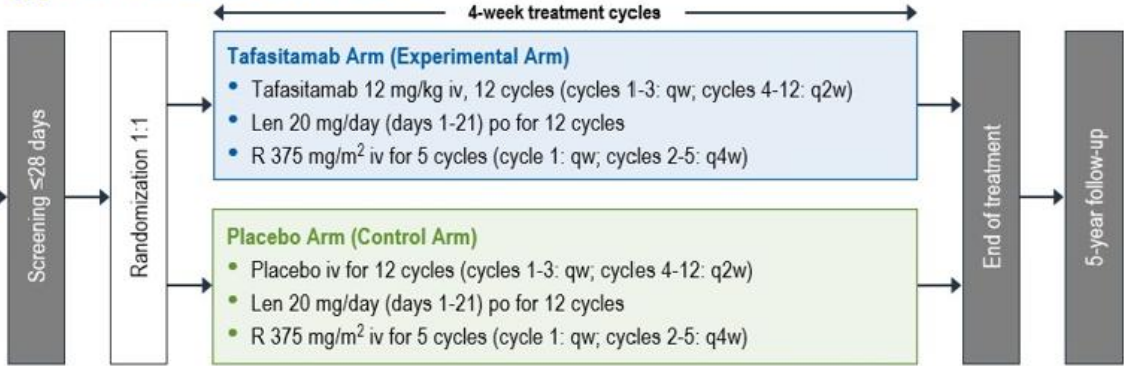 4-week treatment cycles
Screening ≤28 days
Randomization 1:1
Tafasitamab Arm (Experimental Arm)
• Tafasitamab 12 mg/kg iv, 12 cycles (cycles 1-3: qw; cycles 4-12: q2w)
• Len 20 mg/day (days 1-21) po for 12 cycles
• R 375 mg/m² iv for 5 cycles (cycle 1: qw; cycles 2-5: q4w)
Placebo Arm (Control Arm)
• Placebo iv for 12 cycles (cycles 1-3: qw; cycles 4-12: q2w)
• Len 20 mg/day (days 1-21) po for 12 cycles
• R 375 mg/m² iv for 5 cycles (cycle 1: qw; cycles 2-5: q4w)
End of treatment
5-year follow-up